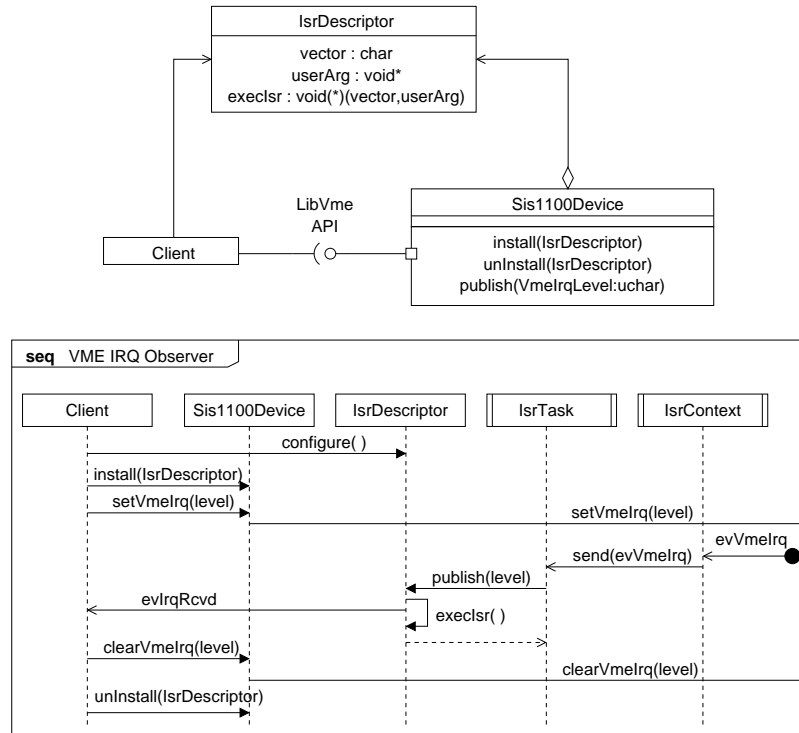 IsrDescriptor
vector : char
userArg : void*
execIsr : void(*)(vector,userArg)
LibVme
API
Client
Sis1100Device
install(IsrDescriptor)
unInstall(IsrDescriptor)
publish(VmeIrqLevel:uchar)
seq VME IRQ Observer
Client
Sis1100Device
IsrDescriptor
IsrTask
IsrContext
configure( )
install(IsrDescriptor)
setVmeIrq(level)
setVmeIrq(level)
evVmeIrq
send(evVmeIrq)
publish(level)
evIrqRcvd
execIsr( )
clearVmeIrq(level)
clearVmeIrq(level)
unInstall(IsrDescriptor)